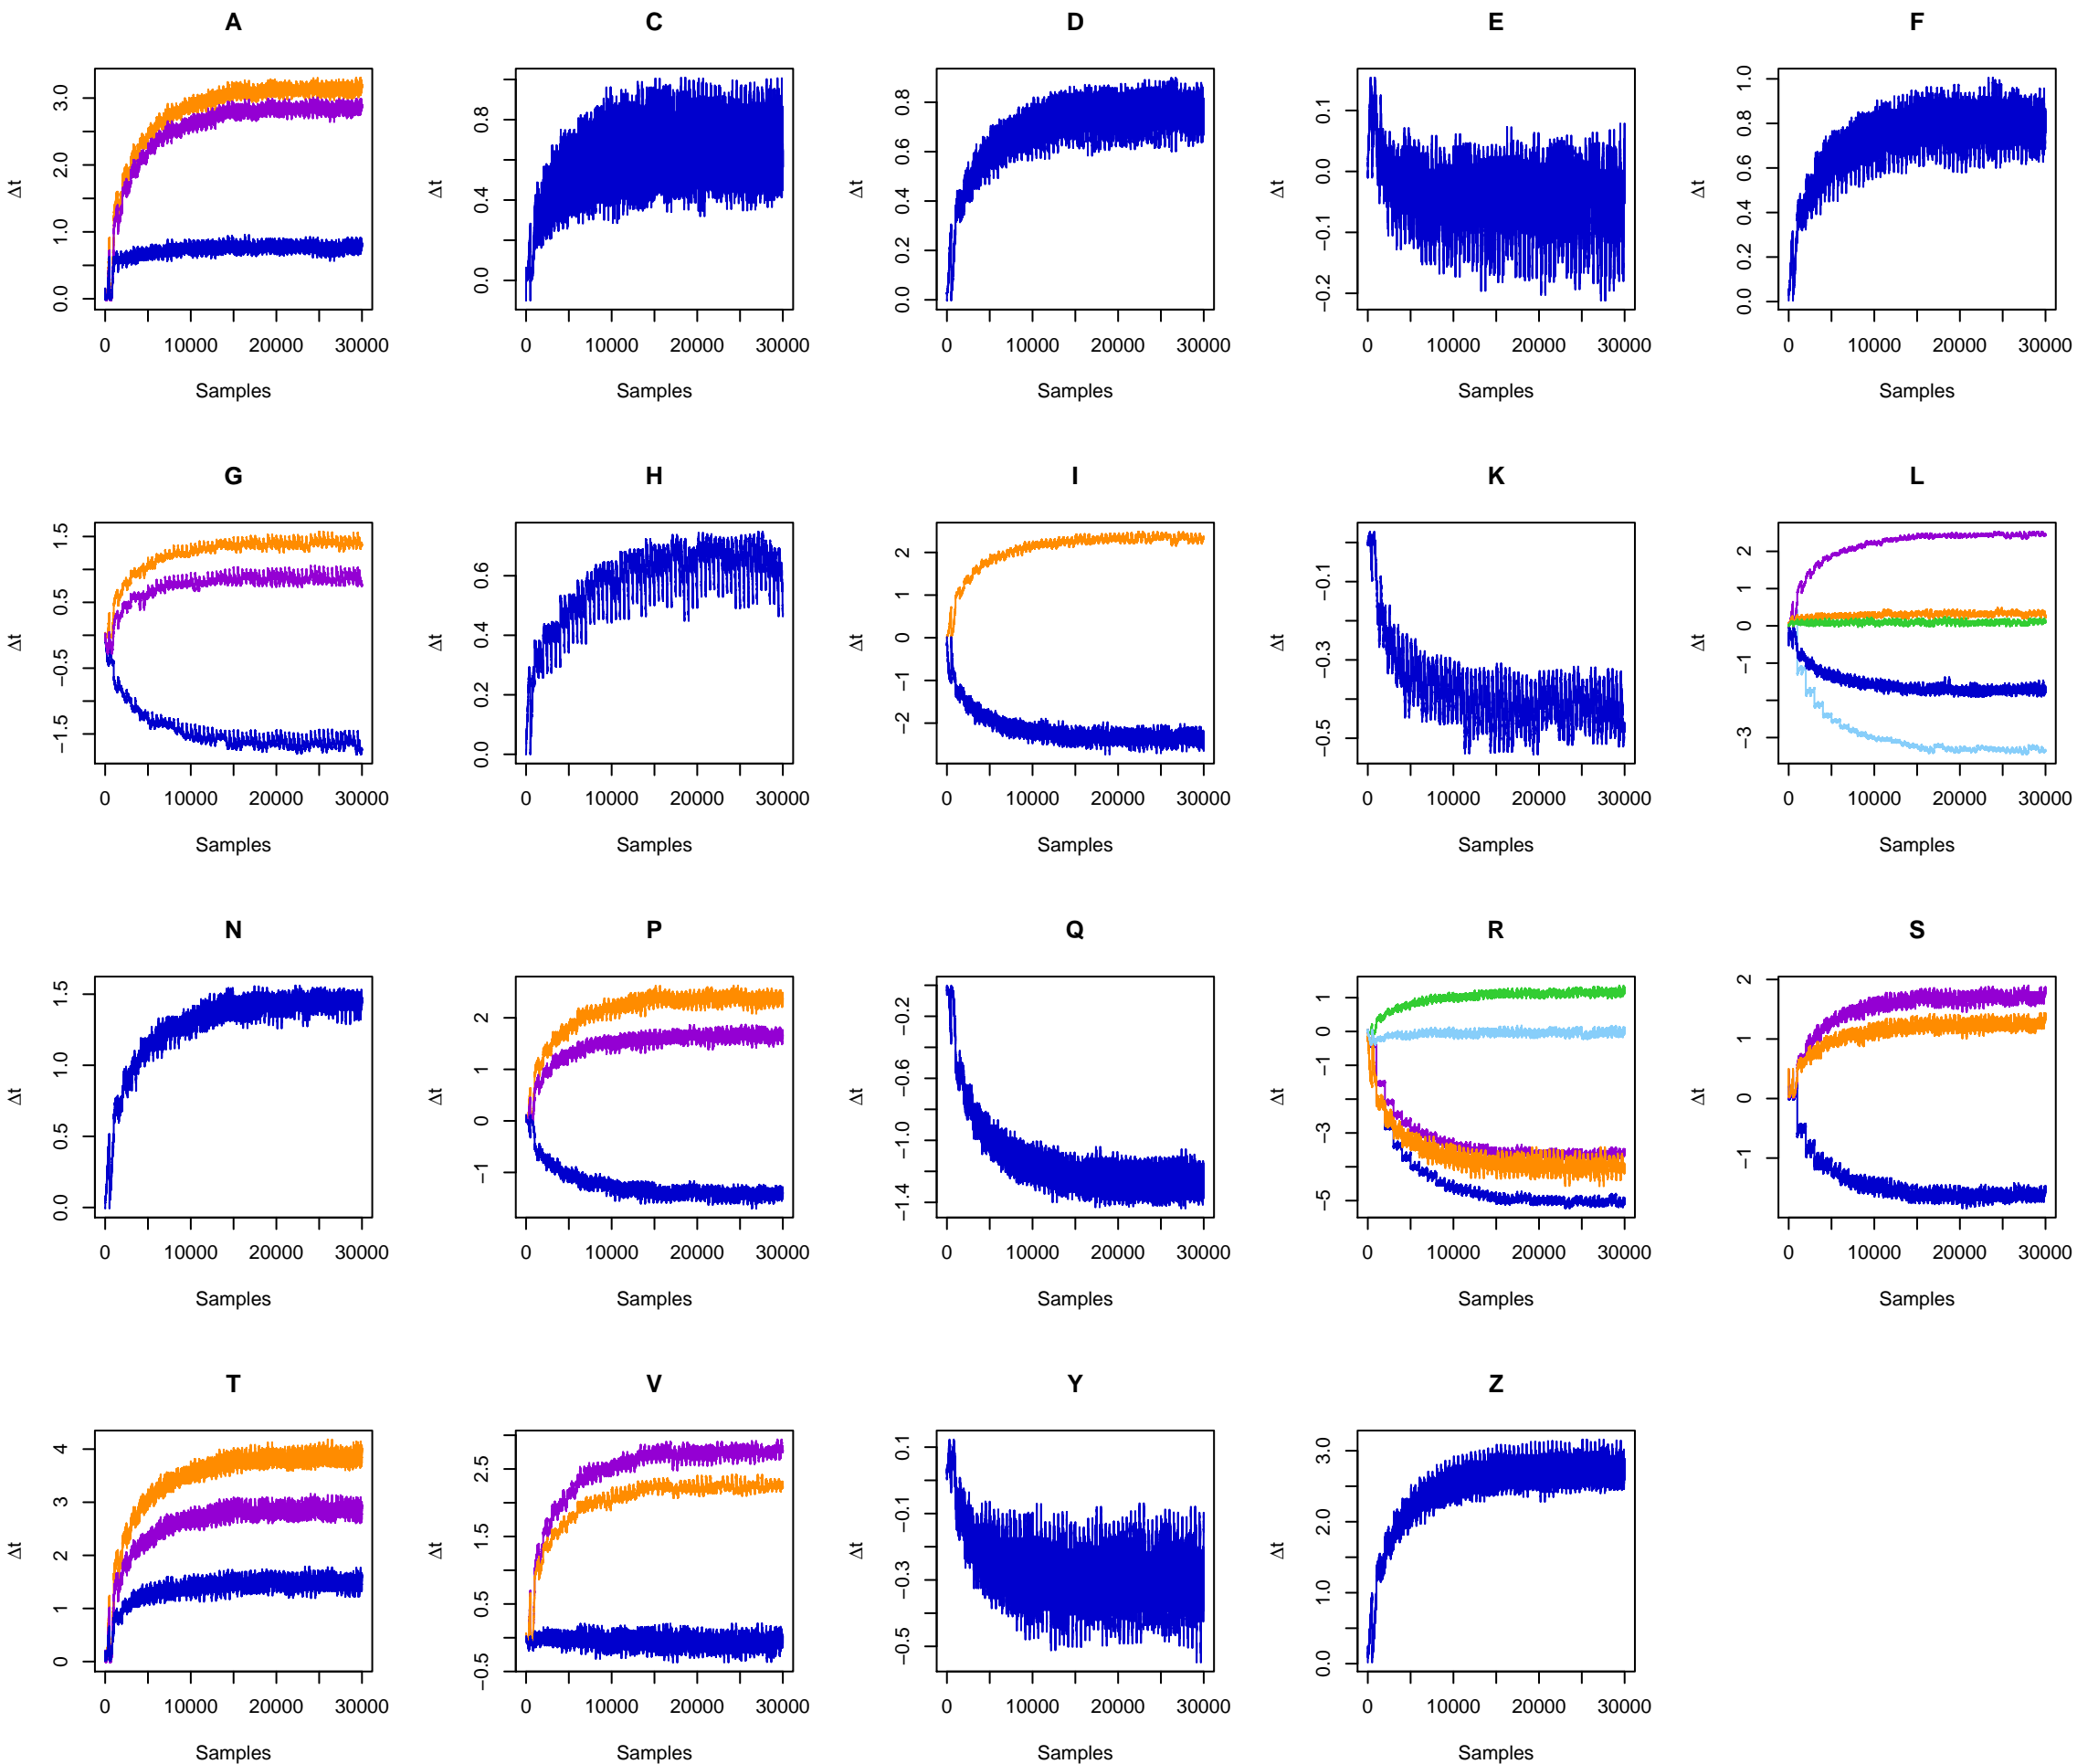 A
C
D
E
F
Δt
0.0 1.0 2.0 3.0
0 10000 20000 30000
Samples
Δt
0.0 0.4 0.8
0 10000 20000 30000
Samples
Δt
0.0 0.2 0.4 0.6 0.8
0 10000 20000 30000
Samples
Δt
−0.2 −0.1 0.0 0.1
0 10000 20000 30000
Samples
Δt
0.0 0.2 0.4 0.6 0.8 1.0
0 10000 20000 30000
Samples
G
H
I
K
L
Δt
−1.5 −0.5 0.5 1.5
0 10000 20000 30000
Samples
Δt
0.0 0.2 0.4 0.6
0 10000 20000 30000
Samples
Δt
−2 −1 0 1 2
0 10000 20000 30000
Samples
Δt
−0.5 −0.3 −0.1
0 10000 20000 30000
Samples
Δt
−3 −1 0 1 2
0 10000 20000 30000
Samples
N
P
Q
R
S
Δt
0.0 0.5 1.0 1.5
0 10000 20000 30000
Samples
Δt
−1 0 1 2
0 10000 20000 30000
Samples
Δt
−1.4 −1.0 −0.6 −0.2
0 10000 20000 30000
Samples
Δt
−5 −3 −1 0 1
0 10000 20000 30000
Samples
Δt
−1 0 1 2
0 10000 20000 30000
Samples
T
V
Y
Z
Δt
0 1 2 3 4
0 10000 20000 30000
Samples
Δt
−0.5 0.5 1.5 2.5
0 10000 20000 30000
Samples
Δt
−0.5 −0.3 −0.1 0.1
0 10000 20000 30000
Samples
Δt
0.0 1.0 2.0 3.0
0 10000 20000 30000
Samples